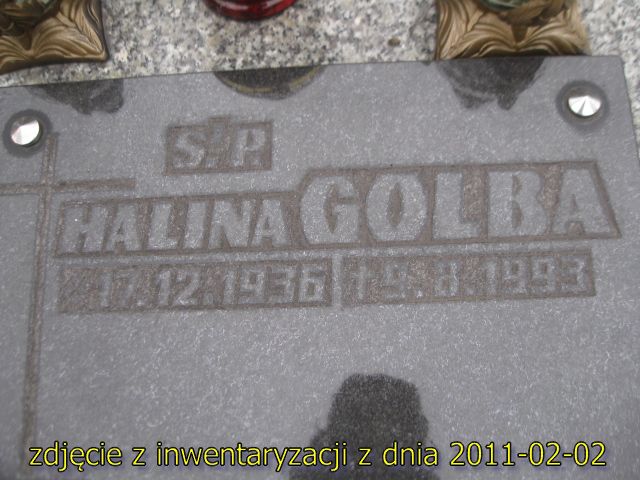 Ś.P.
HALINA GOLBA
* 17.12.1936 † 9.8.1993
zdjęcie z inwentaryzacji z dnia 2011-02-02